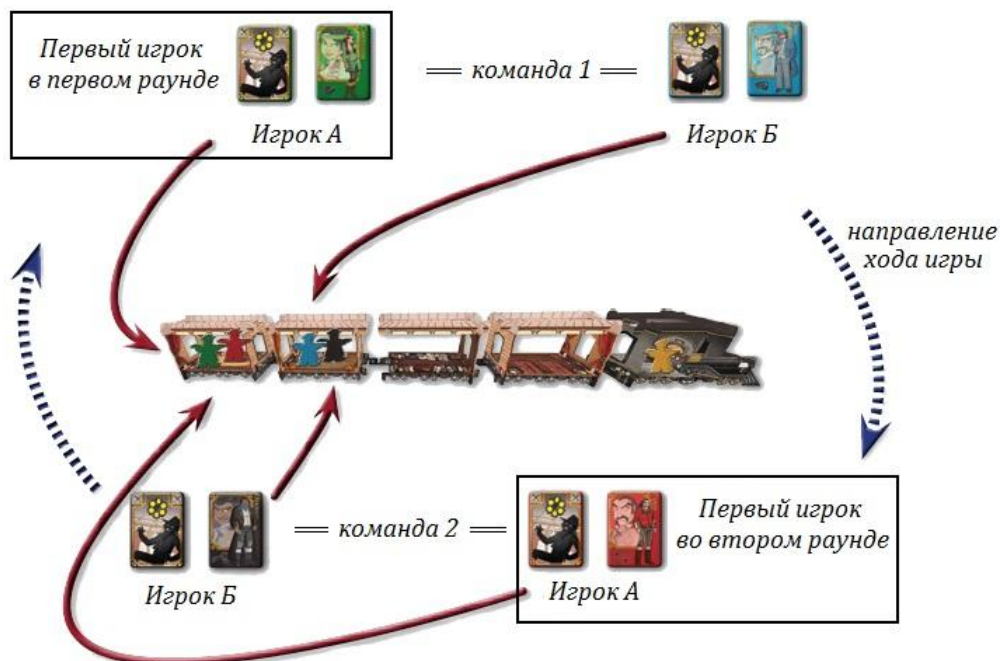 Первый игрок
в первом раунде
Игрок А
команда 1
Игрок Б
направление
хода игры
Игрок Б
команда 2
Игрок А
Первый игрок
во втором раунде